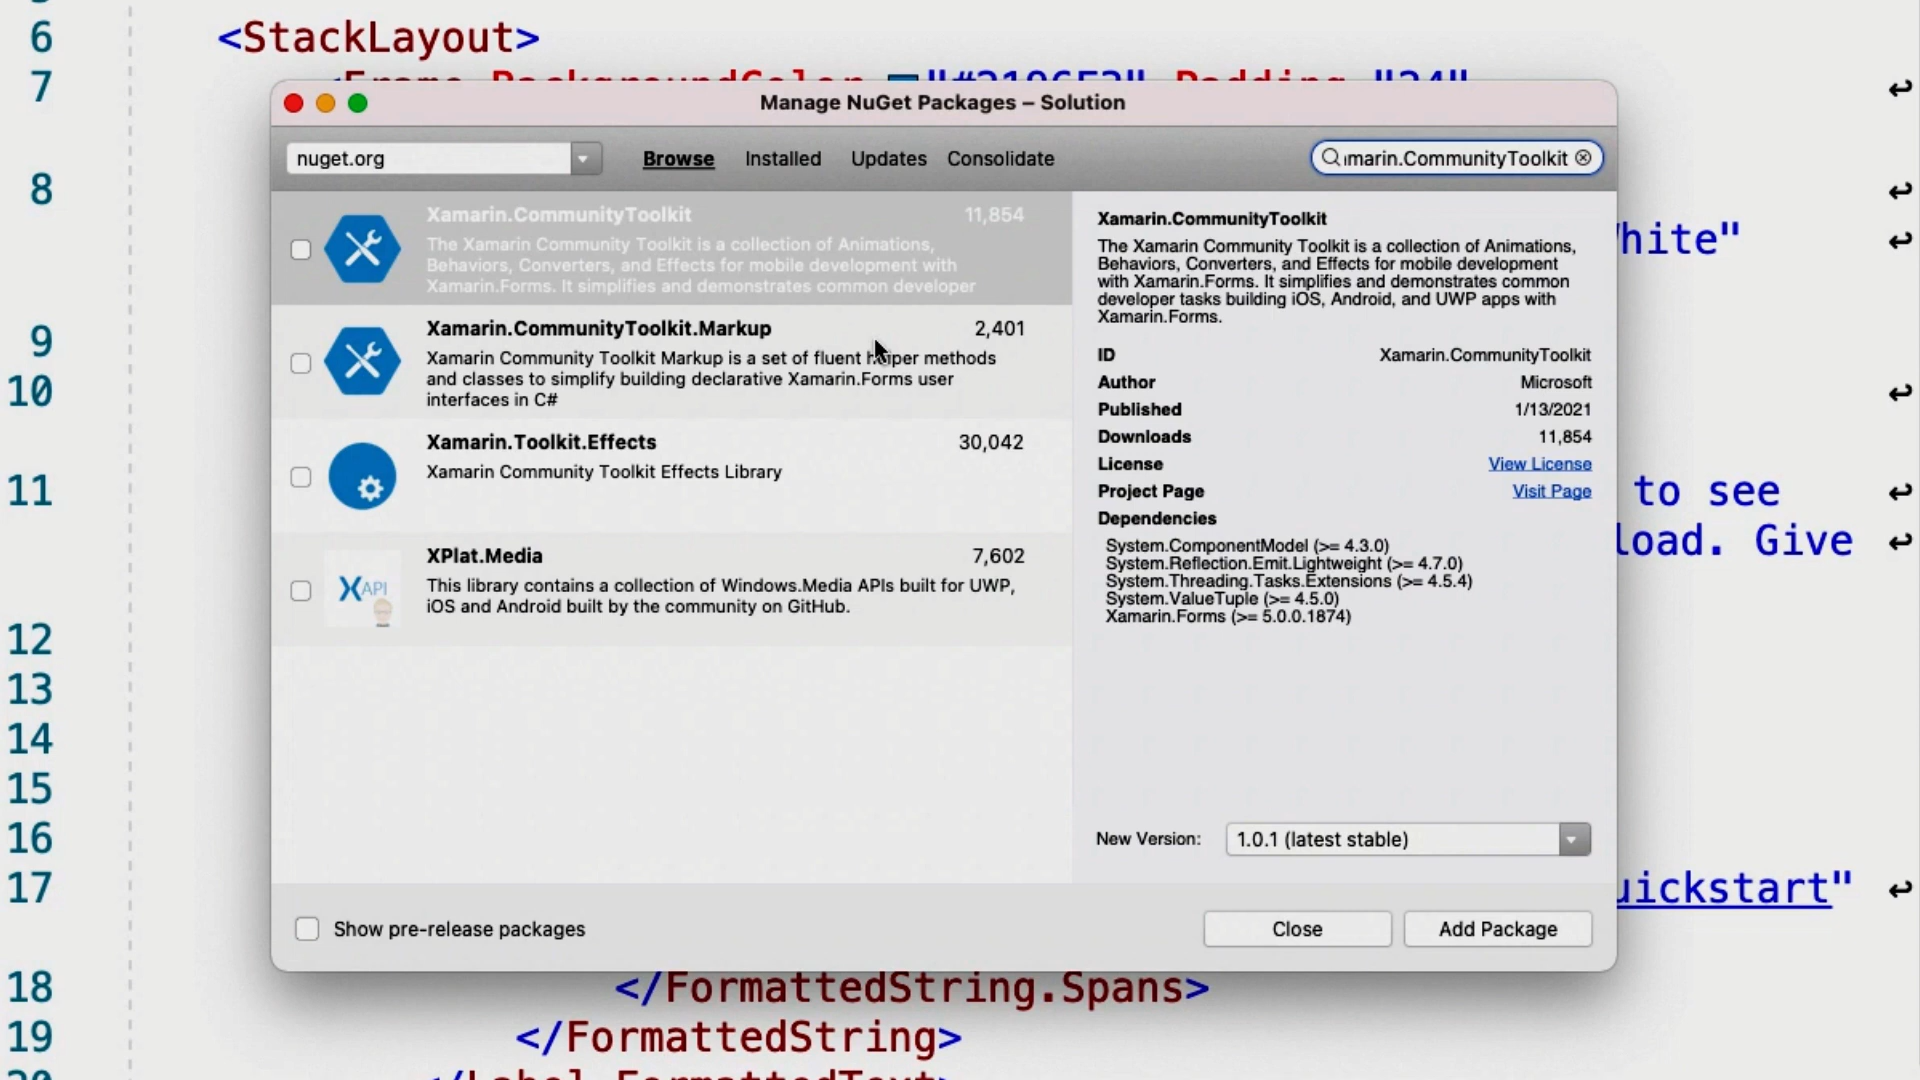 6 <StackLayout>
7 <Frame BackgroundColor "#2196F3" Padding "24"
Manage NuGet Packages – Solution
nuget.org
Browse Installed Updates Consolidate
marin.CommunityToolkit
8
hite"
9
10
11 to see
load. Give
12
13
14
15
16
17 uickstart"
18 </FormattedString.Spans>
19 </FormattedString>
20 </Label.FormattedText>
Xamarin.CommunityToolkit 11,854
The Xamarin Community Toolkit is a collection of Animations,
Behaviors, Converters, and Effects for mobile development with
Xamarin.Forms. It simplifies and demonstrates common developer
Xamarin.CommunityToolkit.Markup 2,401
Xamarin Community Toolkit Markup is a set of fluent helper methods
and classes to simplify building declarative Xamarin.Forms user
interfaces in C#
Xamarin.Toolkit.Effects 30,042
Xamarin Community Toolkit Effects Library
XPlat.Media 7,602
XAPI
This library contains a collection of Windows.Media APIs built for UWP,
iOS and Android built by the community on GitHub.
Xamarin.CommunityToolkit
The Xamarin Community Toolkit is a collection of Animations,
Behaviors, Converters, and Effects for mobile development
with Xamarin.Forms. It simplifies and demonstrates common
developer tasks building iOS, Android, and UWP apps with
Xamarin.Forms.
ID Xamarin.CommunityToolkit
Author Microsoft
Published 1/13/2021
Downloads 11,854
License View License
Project Page Visit Page
Dependencies
System.ComponentModel (>= 4.3.0)
System.Reflection.Emit.Lightweight (>= 4.7.0)
System.Threading.Tasks.Extensions (>= 4.5.4)
System.ValueTuple (>= 4.5.0)
Xamarin.Forms (>= 5.0.0.1874)
New Version: 1.0.1 (latest stable)
Show pre-release packages
Close Add Package